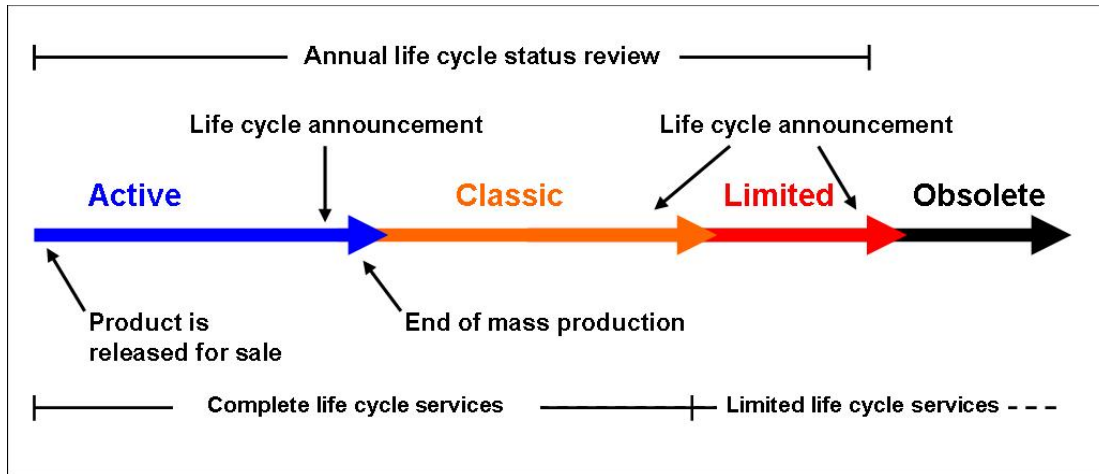 Annual life cycle status review
Life cycle announcement
Life cycle announcement
Active
Classic
Limited
Obsolete
Product is
released for sale
End of mass production
Complete life cycle services
Limited life cycle services